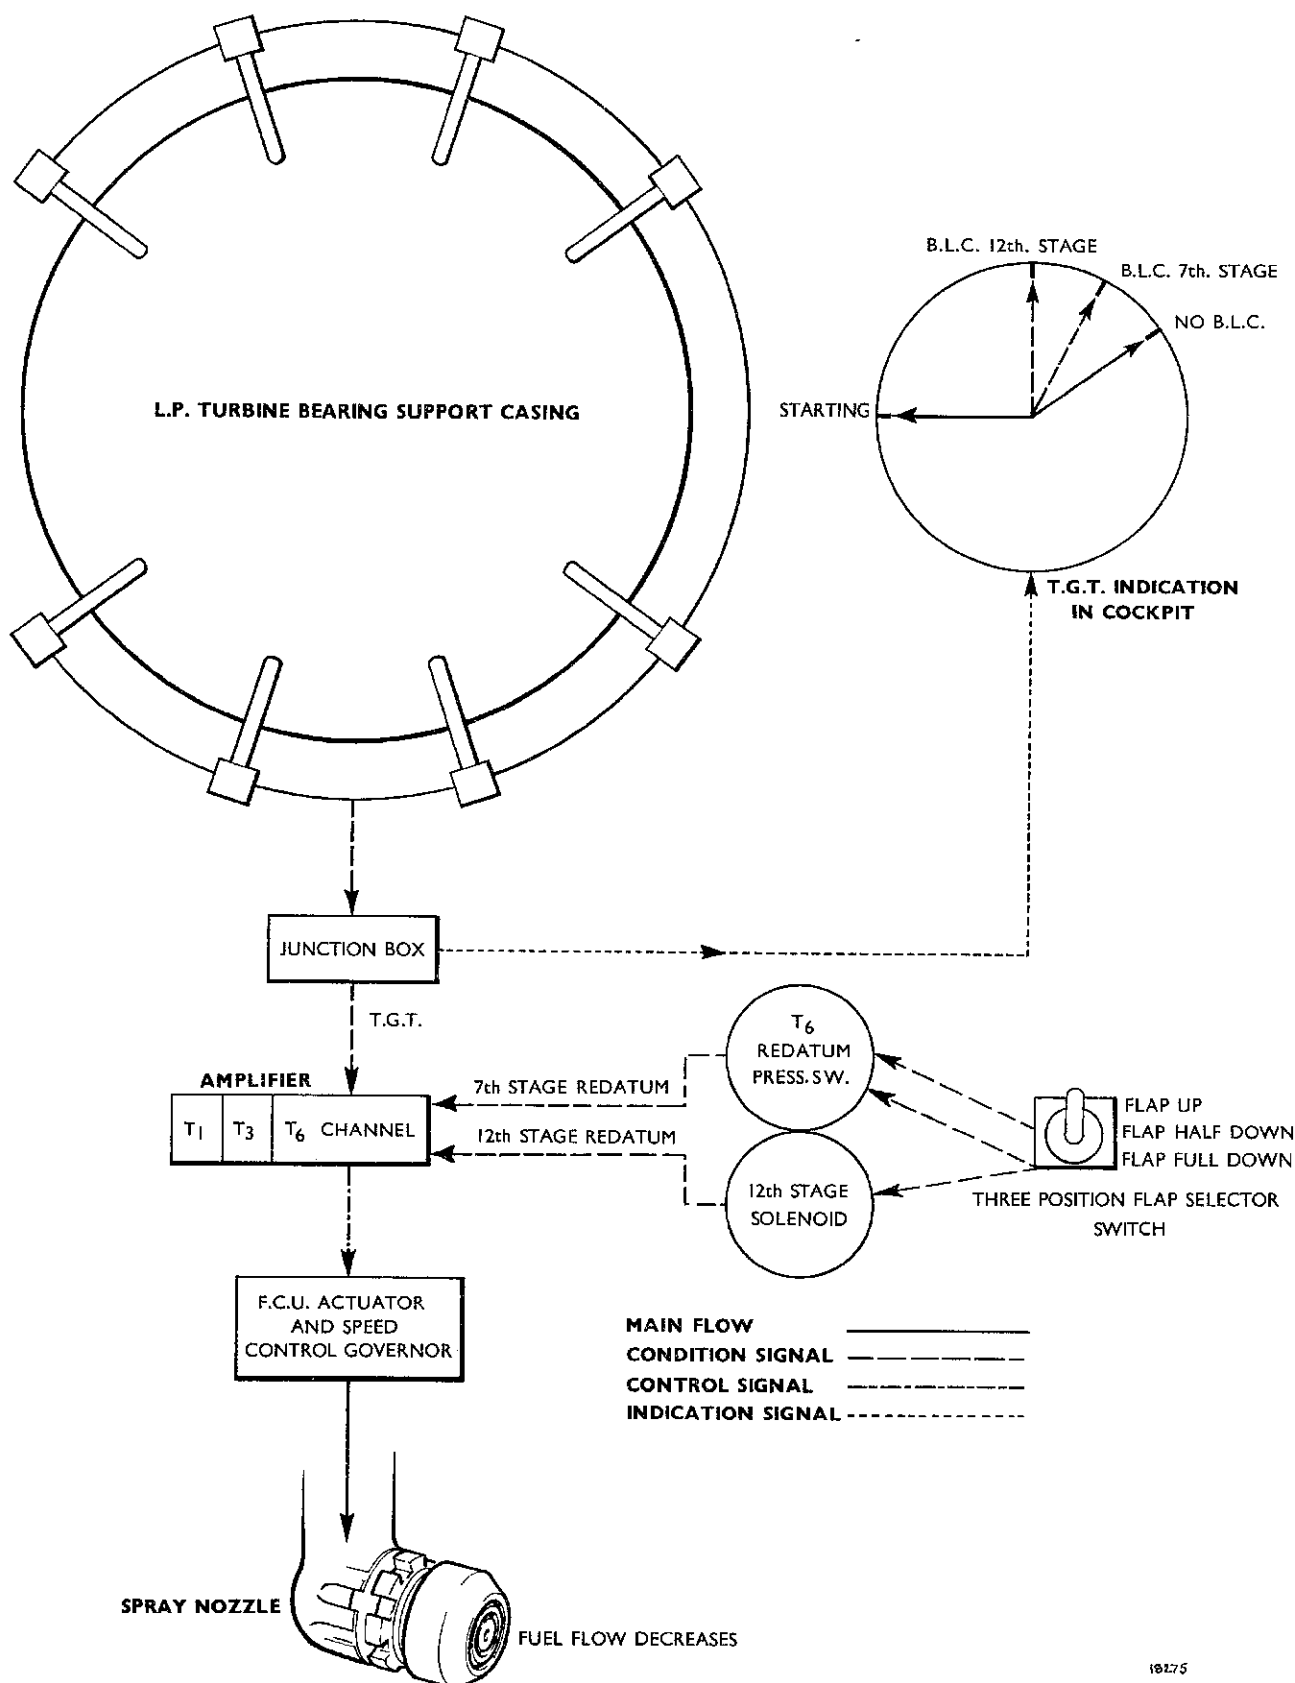 B.L.C. 12th. STAGE
B.L.C. 7th. STAGE
NO B.L.C.
STARTING
L.P. TURBINE BEARING SUPPORT CASING
T.G.T. INDICATION
IN COCKPIT
JUNCTION BOX
T.G.T.
AMPLIFIER
T1
T3
T6 CHANNEL
7th STAGE REDATUM
12th STAGE REDATUM
T6
REDATUM
PRESS. SW.
12th STAGE
SOLENOID
FLAP UP
FLAP HALF DOWN
FLAP FULL DOWN
THREE POSITION FLAP SELECTOR
SWITCH
F.C.U. ACTUATOR
AND SPEED
CONTROL GOVERNOR
MAIN FLOW
CONDITION SIGNAL
CONTROL SIGNAL
INDICATION SIGNAL
SPRAY NOZZLE
FUEL FLOW DECREASES
18275